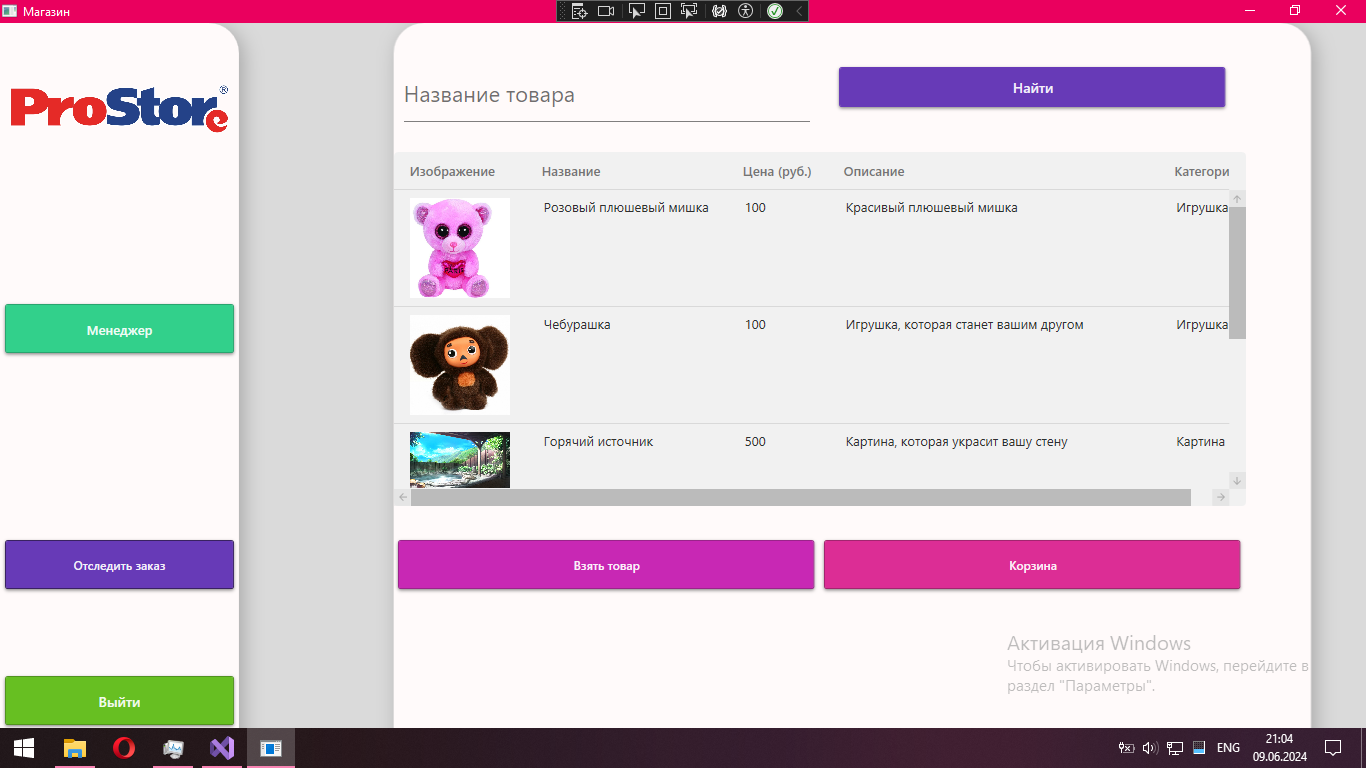 Магазин
ProStore®
Менеджер
Отследить заказ
Выйти
Название товара
Найти
Изображение Название Цена (руб.) Описание Категори
Розовый плюшевый мишка 100 Красивый плюшевый мишка Игрушка
Чебурашка 100 Игрушка, которая станет вашим другом Игрушка
Горячий источник 500 Картина, которая украсит вашу стену Картина
Взять товар
Корзина
Активация Windows
Чтобы активировать Windows, перейдите в
раздел "Параметры".
ENG
21:04
09.06.2024